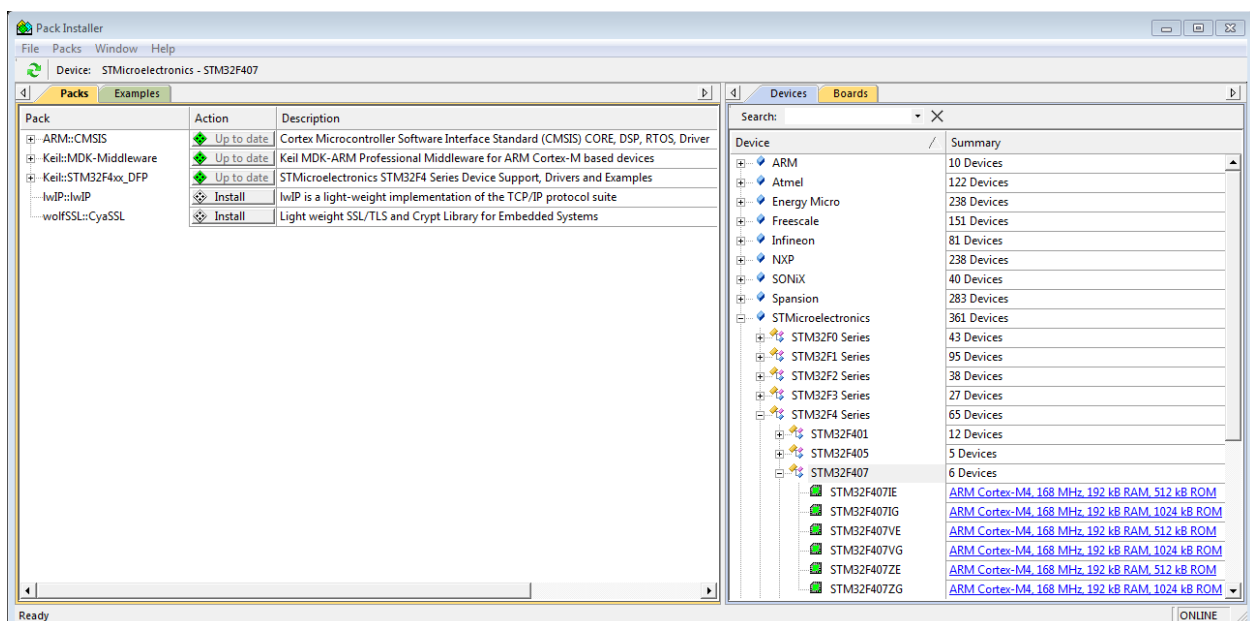 Pack Installer
File Packs Window Help
Device: STMicroelectronics - STM32F407
Packs Examples
Pack Action Description
ARM::CMSIS Up to date Cortex Microcontroller Software Interface Standard (CMSIS) CORE, DSP, RTOS, Driver
Keil::MDK-Middleware Up to date Keil MDK-ARM Professional Middleware for ARM Cortex-M based devices
Keil::STM32F4xx_DFP Up to date STMicroelectronics STM32F4 Series Device Support, Drivers and Examples
lwIP::lwIP Install lwIP is a light-weight implementation of the TCP/IP protocol suite
wolfSSL::CyaSSL Install Light weight SSL/TLS and Crypt Library for Embedded Systems
Devices Boards
Search:
Device Summary
ARM 10 Devices
Atmel 122 Devices
Energy Micro 238 Devices
Freescale 151 Devices
Infineon 81 Devices
NXP 238 Devices
SONiX 40 Devices
Spansion 283 Devices
STMicroelectronics 361 Devices
STM32F0 Series 43 Devices
STM32F1 Series 95 Devices
STM32F2 Series 38 Devices
STM32F3 Series 27 Devices
STM32F4 Series 65 Devices
STM32F401 12 Devices
STM32F405 5 Devices
STM32F407 6 Devices
STM32F407IE ARM Cortex-M4, 168 MHz, 192 kB RAM, 512 kB ROM
STM32F407IG ARM Cortex-M4, 168 MHz, 192 kB RAM, 1024 kB ROM
STM32F407VE ARM Cortex-M4, 168 MHz, 192 kB RAM, 512 kB ROM
STM32F407VG ARM Cortex-M4, 168 MHz, 192 kB RAM, 1024 kB ROM
STM32F407ZE ARM Cortex-M4, 168 MHz, 192 kB RAM, 512 kB ROM
STM32F407ZG ARM Cortex-M4, 168 MHz, 192 kB RAM, 1024 kB ROM
Ready ONLINE